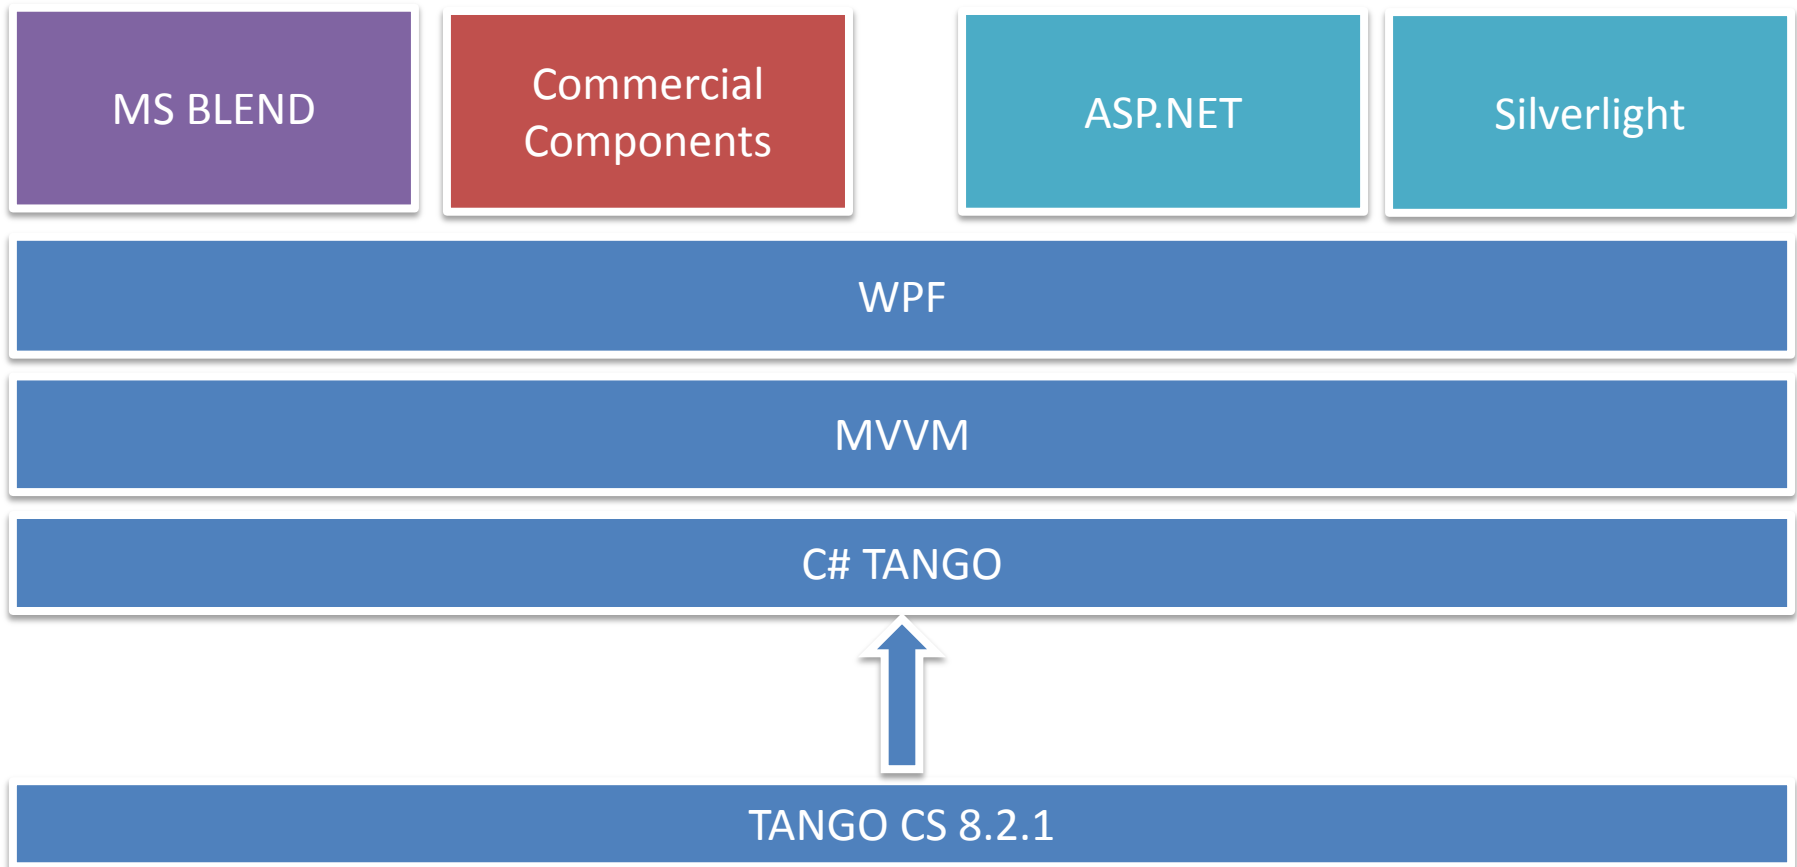 MS BLEND
Commercial
Components
ASP.NET
Silverlight
WPF
MVVM
C# TANGO
TANGO CS 8.2.1